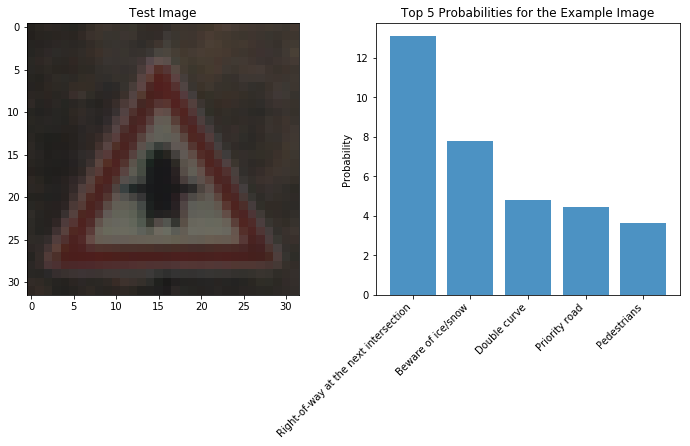 Test Image
0
5
10
15
20
25
30
0 5 10 15 20 25 30
Top 5 Probabilities for the Example Image
Probability
12
10
8
6
4
2
0
Right-of-way at the next intersection
Beware of ice/snow
Double curve
Priority road
Pedestrians